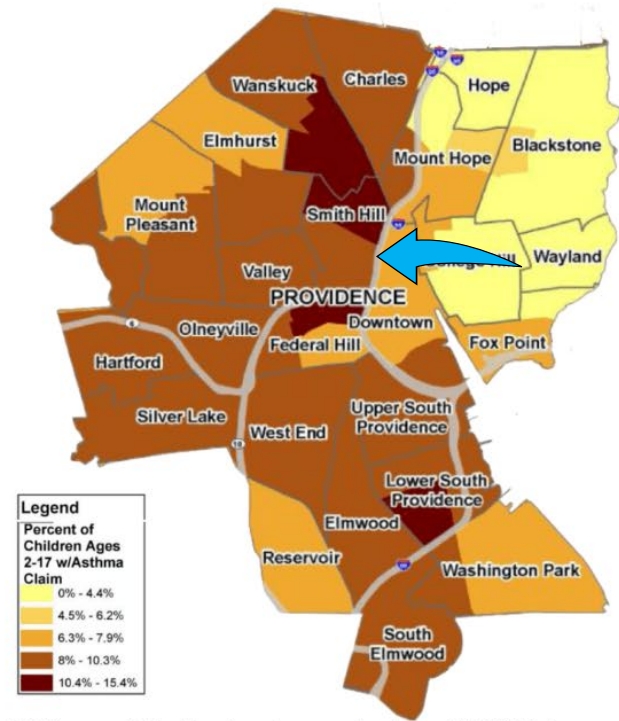 Wanskuck
Charles
Hope
Elmhurst
Mount Hope
Blackstone
Mount
Pleasant
Smith Hill
Wayland
Valley
PROVIDENCE
Olneyville
Downtown
Federal Hill
Fox Point
6
Hartford
Silver Lake
West End
Upper South
Providence
10
Lower South
Providence
Elmwood
Reservoir
Washington Park
South
Elmwood
Legend
Percent of
Children Ages
2-17 w/Asthma
Claim
0% - 4.4%
4.5% - 6.2%
6.3% - 7.9%
8% - 10.3%
10.4% - 15.4%